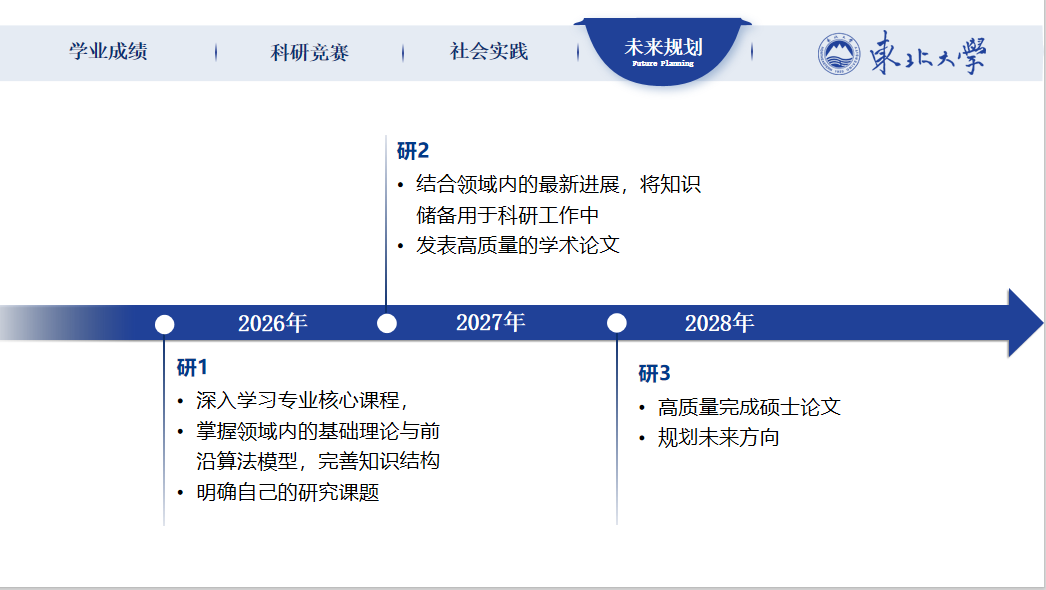 学业成绩
科研竞赛
社会实践
未来规划
Future Planning
东北大学
研2
• 结合领域内的最新进展，将知识
储备用于科研工作中
• 发表高质量的学术论文
2026年
2027年
2028年
研1
• 深入学习专业核心课程，
• 掌握领域内的基础理论与前
沿算法模型，完善知识结构
• 明确自己的研究课题
研3
• 高质量完成硕士论文
• 规划未来方向